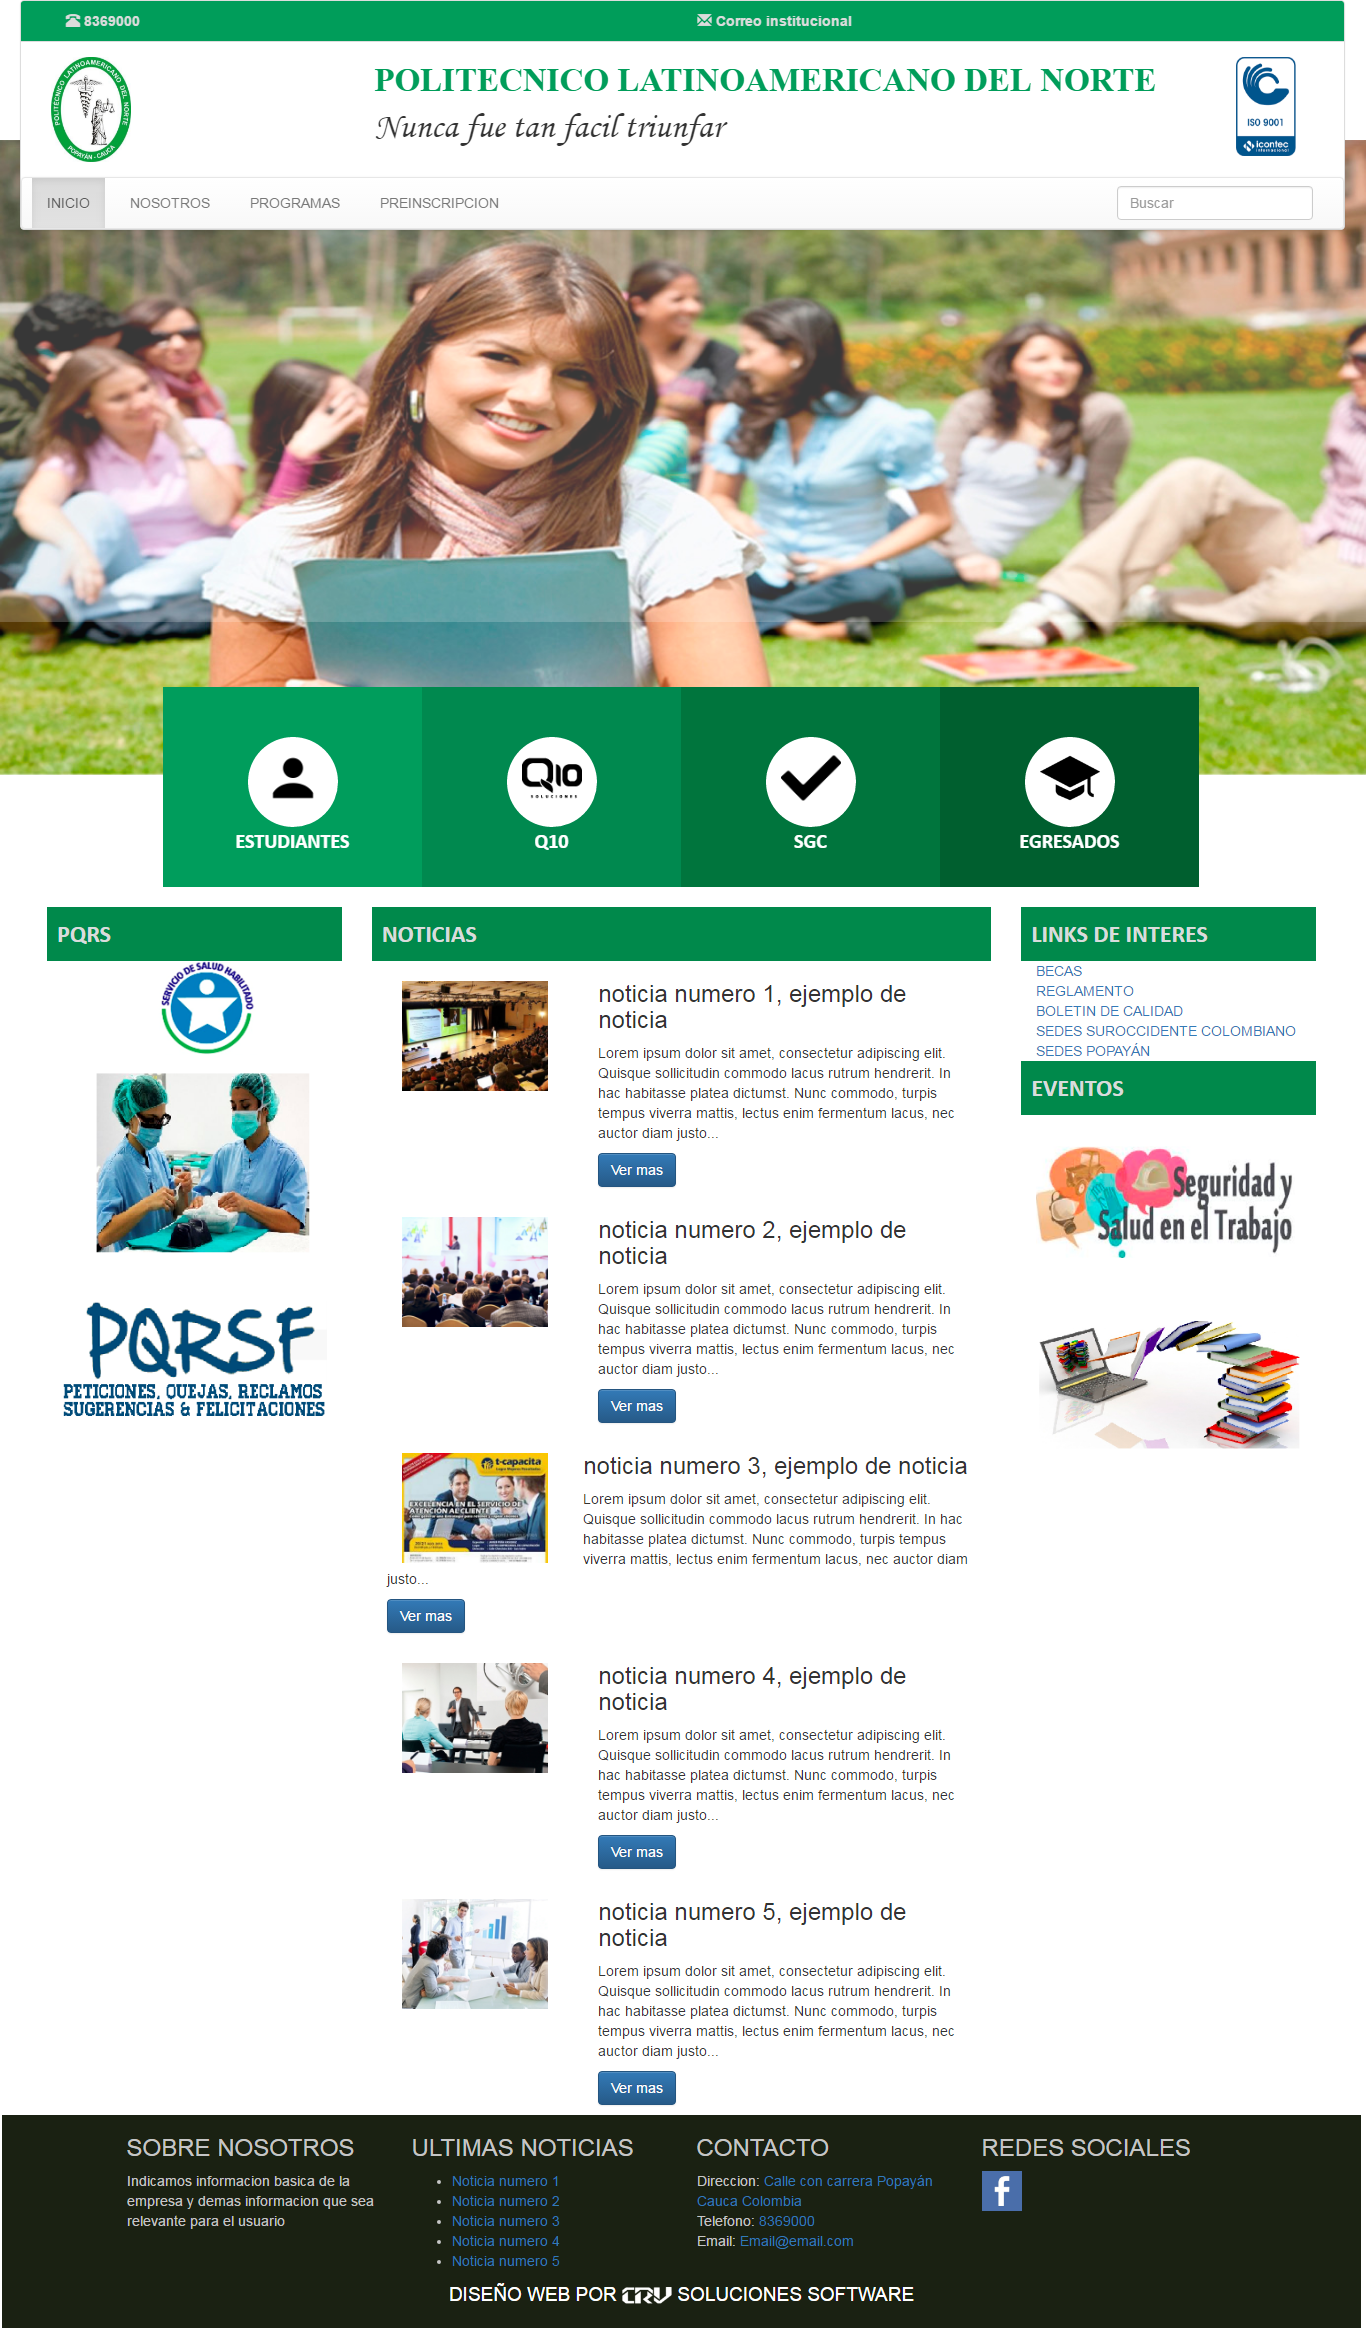 8369000
Correo institucional
POLITECNICO LATINOAMERICANO DEL NORTE
POPAYÁN - CAUCA
POLITECNICO LATINOAMERICANO DEL NORTE
Nunca fue tan facil triunfar
ISO 9001
icontec
internacional
INICIO
NOSOTROS
PROGRAMAS
PREINSCRIPCION
Buscar
ESTUDIANTES
Q10
SOLUCIONES
Q10
SGC
EGRESADOS
PQRS
SERVICIO DE SALUD HABILITADO
PQRSF
PETICIONES, QUEJAS, RECLAMOS
SUGERENCIAS & FELICITACIONES
NOTICIAS
noticia numero 1, ejemplo de
noticia
Lorem ipsum dolor sit amet, consectetur adipiscing elit.
Quisque sollicitudin commodo lacus rutrum hendrerit. In
hac habitasse platea dictumst. Nunc commodo, turpis
tempus viverra mattis, lectus enim fermentum lacus, nec
auctor diam justo...
Ver mas
noticia numero 2, ejemplo de
noticia
Lorem ipsum dolor sit amet, consectetur adipiscing elit.
Quisque sollicitudin commodo lacus rutrum hendrerit. In
hac habitasse platea dictumst. Nunc commodo, turpis
tempus viverra mattis, lectus enim fermentum lacus, nec
auctor diam justo...
Ver mas
t-capacita
EXCELENCIA EN EL SERVICIO DE
ATENCIÓN AL CLIENTE
noticia numero 3, ejemplo de noticia
Lorem ipsum dolor sit amet, consectetur adipiscing elit.
Quisque sollicitudin commodo lacus rutrum hendrerit. In hac
habitasse platea dictumst. Nunc commodo, turpis tempus
viverra mattis, lectus enim fermentum lacus, nec auctor diam
justo...
Ver mas
noticia numero 4, ejemplo de
noticia
Lorem ipsum dolor sit amet, consectetur adipiscing elit.
Quisque sollicitudin commodo lacus rutrum hendrerit. In
hac habitasse platea dictumst. Nunc commodo, turpis
tempus viverra mattis, lectus enim fermentum lacus, nec
auctor diam justo...
Ver mas
noticia numero 5, ejemplo de
noticia
Lorem ipsum dolor sit amet, consectetur adipiscing elit.
Quisque sollicitudin commodo lacus rutrum hendrerit. In
hac habitasse platea dictumst. Nunc commodo, turpis
tempus viverra mattis, lectus enim fermentum lacus, nec
auctor diam justo...
Ver mas
LINKS DE INTERES
BECAS
REGLAMENTO
BOLETIN DE CALIDAD
SEDES SUROCCIDENTE COLOMBIANO
SEDES POPAYÁN
EVENTOS
Seguridad y
Salud en el Trabajo
SOBRE NOSOTROS
Indicamos informacion basica de la
empresa y demas informacion que sea
relevante para el usuario
ULTIMAS NOTICIAS
Noticia numero 1
Noticia numero 2
Noticia numero 3
Noticia numero 4
Noticia numero 5
CONTACTO
Direccion: Calle con carrera Popayán
Cauca Colombia
Telefono: 8369000
Email: Email@email.com
REDES SOCIALES
DISEÑO WEB POR CRV SOLUCIONES SOFTWARE